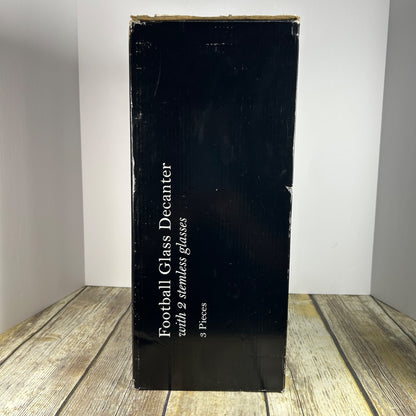 Football Glass Decanter
with 2 stemless glasses
3 Pieces